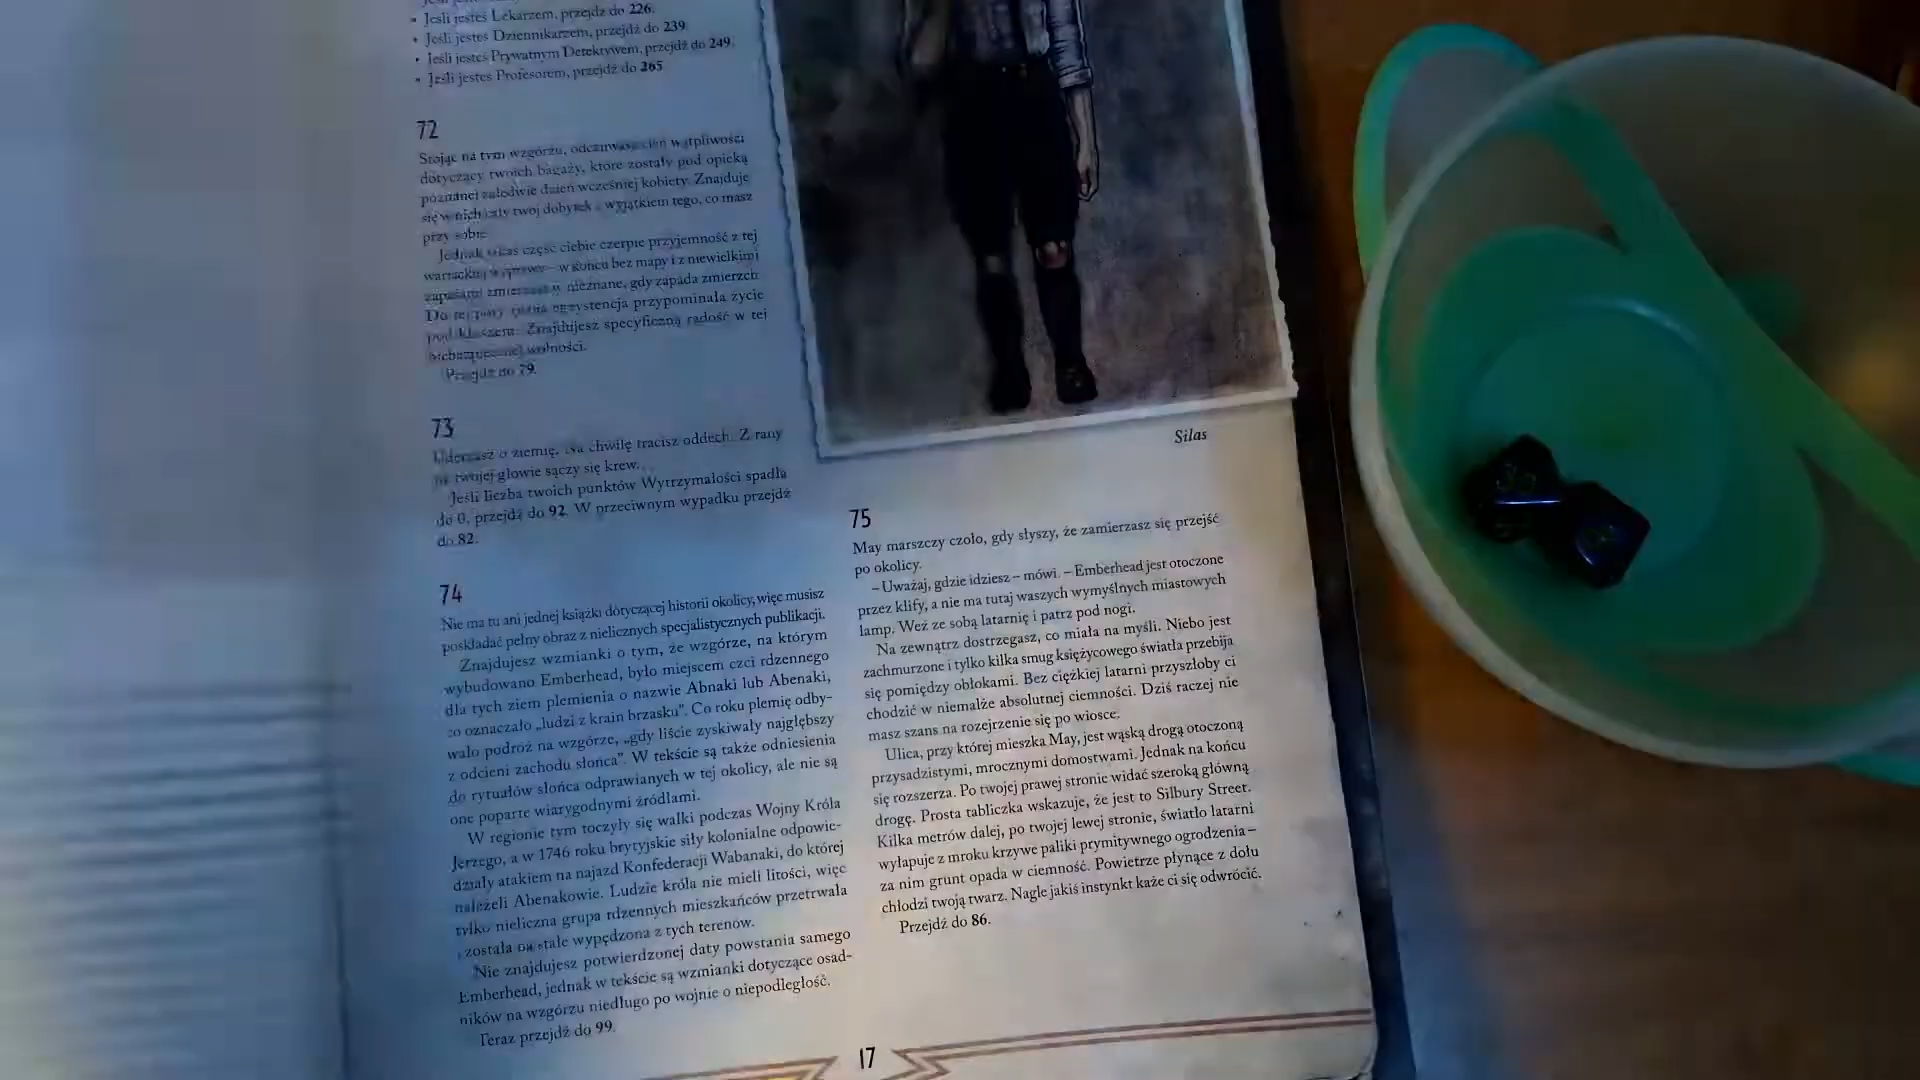 • Jeśli jesteś Lekarzem, przejdź do 226.
• Jeśli jesteś Dziennikarzem, przejdź do 239.
• Jeśli jesteś Prywatnym Detektywem, przejdź do 249.
• Jeśli jesteś Profesorem, przejdź do 265.
72
Stojąc na tym wzgórzu, odczuwasz cień wątpliwości
dotyczący twoich bagaży, które zostały pod opieką
poznanej zaledwie dzień wcześniej kobiety. Znajduje
się w nich cały twój dobytek z wyjątkiem tego, co masz
przy sobie.
Jednak część ciebie czerpie przyjemność z tej
wariackiej wyprawy – w końcu bez mapy i z niewielkimi
zapasami zmierzasz w nieznane, gdy zapada zmierzch.
Do tej pory egzystencja przypominała życie
pod kloszem. Znajdujesz specyficzną radość w tej
niebezpiecznej wolności.
Przejdź do 79.
73
Uderzasz o ziemię. Na chwilę tracisz oddech. Z rany
na twojej głowie sączy się krew.
Jeśli liczba twoich punktów Wytrzymałości spadła
do 0, przejdź do 92. W przeciwnym wypadku przejdź
do 82.
74
Nie ma tu ani jednej książki dotyczącej historii okolicy, więc musisz
poskładać pełny obraz z nielicznych specjalistycznych publikacji.
Znajdujesz wzmianki o tym, że wzgórze, na którym
wybudowano Emberhead, było miejscem czci rdzennego
dla tych ziem plemienia o nazwie Abnaki lub Abenaki,
co oznaczało „ludzi z krain brzasku”. Co roku plemię odby-
wało podróż na wzgórze, „gdy liście zyskiwały najgłębszy
z odcieni zachodu słońca”. W tekście są także odniesienia
do rytuałów słońca odprawianych w tej okolicy, ale nie są
one poparte wiarygodnymi źródłami.
W regionie tym toczyły się walki podczas Wojny Króla
Jerzego, a w 1746 roku brytyjskie siły kolonialne odpowie-
działy atakiem na najazd Konfederacji Wabanaki, do której
należeli Abenakowie. Ludzie króla nie mieli litości, więc
tylko nieliczna grupa rdzennych mieszkańców przetrwała
i została na stałe wypędzona z tych terenów.
Nie znajdujesz potwierdzonej daty powstania samego
Emberhead, jednak w tekście są wzmianki dotyczące osad-
ników na wzgórzu niedługo po wojnie o niepodległość.
Teraz przejdź do 99.
Silas
75
May marszczy czoło, gdy słyszy, że zamierzasz się przejść
po okolicy.
– Uważaj, gdzie idziesz – mówi. – Emberhead jest otoczone
przez klify, a nie ma tutaj waszych wymyślnych miastowych
lamp. Weź ze sobą latarnię i patrz pod nogi.
Na zewnątrz dostrzegasz, co miała na myśli. Niebo jest
zachmurzone i tylko kilka smug księżycowego światła przebija
się pomiędzy obłokami. Bez ciężkiej latarni przyszłoby ci
chodzić w niemalże absolutnej ciemności. Dziś raczej nie
masz szans na rozejrzenie się po wiosce.
Ulica, przy której mieszka May, jest wąską drogą otoczoną
przysadzistymi, mrocznymi domostwami. Jednak na końcu
się rozszerza. Po twojej prawej stronie widać szeroką główną
drogę. Prosta tabliczka wskazuje, że jest to Silbury Street.
Kilka metrów dalej, po twojej lewej stronie, światło latarni
wyłapuje z mroku krzywe paliki prymitywnego ogrodzenia –
za nim grunt opada w ciemność. Powietrze płynące z dołu
chłodzi twoją twarz. Nagle jakiś instynkt każe ci się odwrócić.
Przejdź do 86.
17